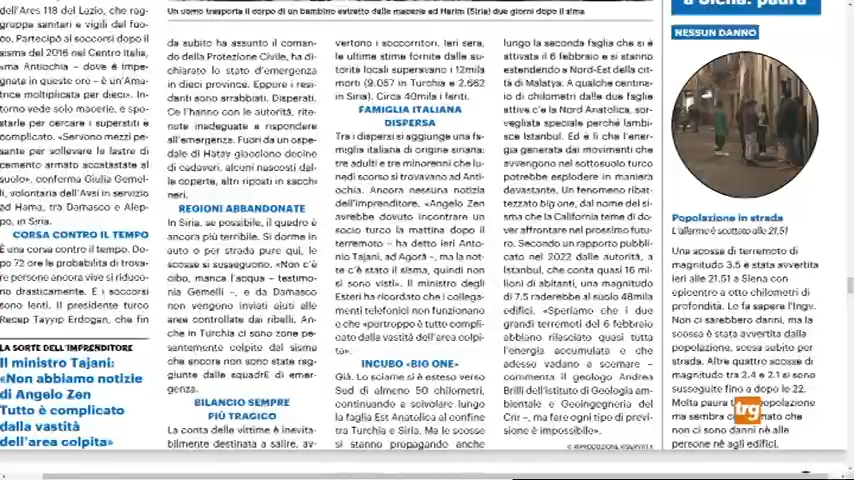 Un uomo trasporta il corpo di un bambino estratto dalle macerie ad Harim (Siria) due giorni dopo il sima
dell'Ares 118 del Lazio, che rag-
gruppa sanitari e vigili del fuo-
co. Partecipò ai soccorsi dopo il
sisma del 2016 nel Centro Italia,
«ma Antiochia – dove è impe-
gnata in queste ore – è un'Ama-
trice moltiplicata per dieci». In-
torno vede solo macerie, e spo-
starle per cercare i superstiti è
complicato. «Servono mezzi pe-
sante per sollevare la lastre di
cemento armato accatastate al
suolo», conferma Giulia Gemel-
li, volontaria dell'Avsi in servizio
ad Hama, tra Damasco e Alep-
po, in Siria.
CORSA CONTRO IL TEMPO
È una corsa contro il tempo. Do-
po 72 ore le probabilità di trova-
re persone ancora vive si riduco-
no drasticamente. E i soccorsi
sono lenti. Il presidente turco
Recep Tayyip Erdogan, che fin
LA SORTE DELL'IMPRENDITORE
Il ministro Tajani:
«Non abbiamo notizie
di Angelo Zen
Tutto è complicato
dalla vastità
dell'area colpita»
da subito ha assunto il coman-
do della Protezione Civile, ha di-
chiarato lo stato d'emergenza
in dieci province. Eppure i resi-
denti sono arrabbiati. Disperati.
Ce l'hanno con le autorità, rite-
nute inadeguate a rispondere
all'emergenza. Fuori da un ospe-
dale di Hatay giacciono decine
di cadaveri, alcuni nascosti dal-
le coperte, altri riposti in sacchi
neri.
REGIONI ABBANDONATE
In Siria, se possibile, il quadro è
ancora più terribile. Si dorme in
auto o per strada pure qui, le
scosse si susseguono. «Non c'è
cibo, manca l'acqua – testimo-
nia Gemelli –, e da Damasco
non vengono inviati aiuti alle
aree controllate dai ribelli. An-
che in Turchia ci sono zone pe-
santemente colpite dal sisma
che ancora non sono state rag-
giunte dalle squadre di emer-
genza.
BILANCIO SEMPRE
PIÙ TRAGICO
La conta delle vittime è inevita-
bilmente destinata a salire, av-
vertono i soccorritori. Ieri sera,
le ultime stime fornite dalle au-
torità locali superavano i 12mila
morti (9.057 in Turchia e 2.662
in Siria). Circa 40mila i feriti.
FAMIGLIA ITALIANA
DISPERSA
Tra i dispersi si aggiunge una fa-
miglia italiana di origine siriana:
tre adulti e tre minorenni che lu-
nedì scorso si trovavano ad Anti-
ochia. Ancora nessuna notizia
dell'imprenditore. «Angelo Zen
avrebbe dovuto incontrare un
socio turco la mattina dopo il
terremoto – ha detto ieri Anto-
nio Tajani, ad Agorà –, ma la not-
te c'è stato il sisma, quindi non
si sono visti». Il ministro degli
Esteri ha ricordato che i collega-
menti telefonici non funzionano
e che «purtroppo è tutto compli-
cato dalla vastità dell'area colpi-
ta».
INCUBO «BIG ONE»
Già. Lo sciame si è esteso verso
Sud di almeno 50 chilometri,
continuando a scivolare lungo
la faglia Est Anatolica al confine
tra Turchia e Siria. Ma le scosse
si stanno propagando anche
lungo la seconda faglia che si è
attivata il 6 febbraio e si stanno
estendendo a Nord-Est della cit-
tà di Malatya. A qualche centina-
io di chilometri dalle due faglie
attive c'è la Nord Anatolica, sor-
vegliata speciale perché lambi-
sce Istanbul. Ed è lì che l'ener-
gia generata dai movimenti che
avvengono nel sottosuolo turco
potrebbe esplodere in maniera
devastante. Un fenomeno ribat-
tezzato big one, dal nome del si-
sma che la California teme di do-
ver affrontare nel prossimo futu-
ro. Secondo un rapporto pubbli-
cato nel 2022 dalle autorità, a
Istanbul, che conta quasi 16 mi-
lioni di abitanti, una magnitudo
di 7.5 raderebbe al suolo 48mila
edifici. «Speriamo che i due
grandi terremoti del 6 febbraio
abbiano rilasciato quasi tutta
l'energia accumulata e che
adesso vadano a scemare –
commenta il geologo Andrea
Brilli dell'istituto di Geologia am-
bientale e Geoingegneria del
Cnr –, ma fare ogni tipo di previ-
sione è impossibile».
© RIPRODUZIONE RISERVATA
a Siena: paura
NESSUN DANNO
Popolazione in strada
L'allarme è scattato alle 21,51
Una scossa di terremoto di
magnitudo 3.5 è stata avvertita
ieri alle 21.51 a Siena con
epicentro a otto chilometri di
profondità. Lo fa sapere l'Ingv.
Non ci sarebbero danni, ma la
scossa è stata avvertita dalla
popolazione, scesa subito per
strada. Altre quattro scosse di
magnitudo tra 2.4 e 2.1 si sono
susseguite fino a dopo le 22.
Molta paura popolazione
ma sembra che
non ci sono danni nè alle
persone nè agli edifici.
trg